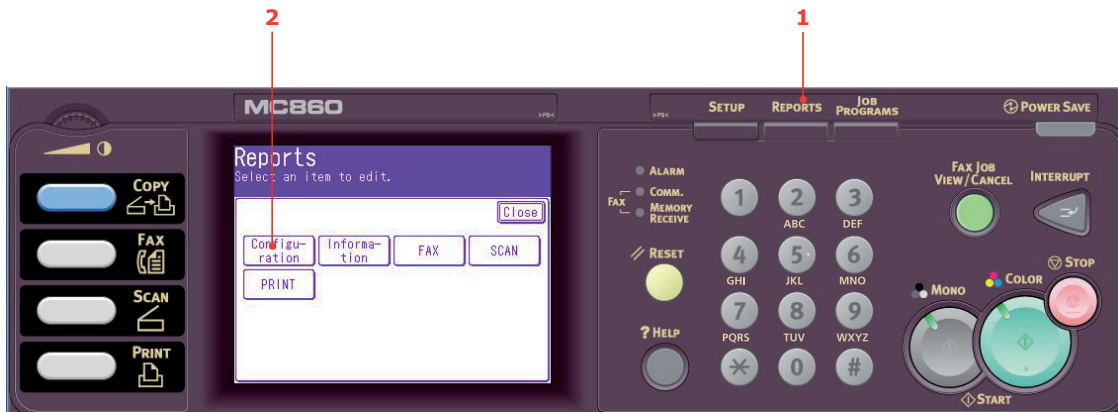 2
1
MC860
>PS<
>PS<
SETUP
REPORTS
JOB
PROGRAMS
POWER SAVE
COPY
FAX
SCAN
PRINT
Reports
Select an item to edit.
Close
Configu-
ration
Informa-
tion
FAX
SCAN
PRINT
ALARM
FAX
COMM.
MEMORY
RECEIVE
RESET
? HELP
1
2
ABC
3
DEF
4
GHI
5
JKL
6
MNO
7
PQRS
8
TUV
9
WXYZ
*
0
#
FAX JOB
VIEW/CANCEL
INTERRUPT
STOP
MONO
COLOR
START